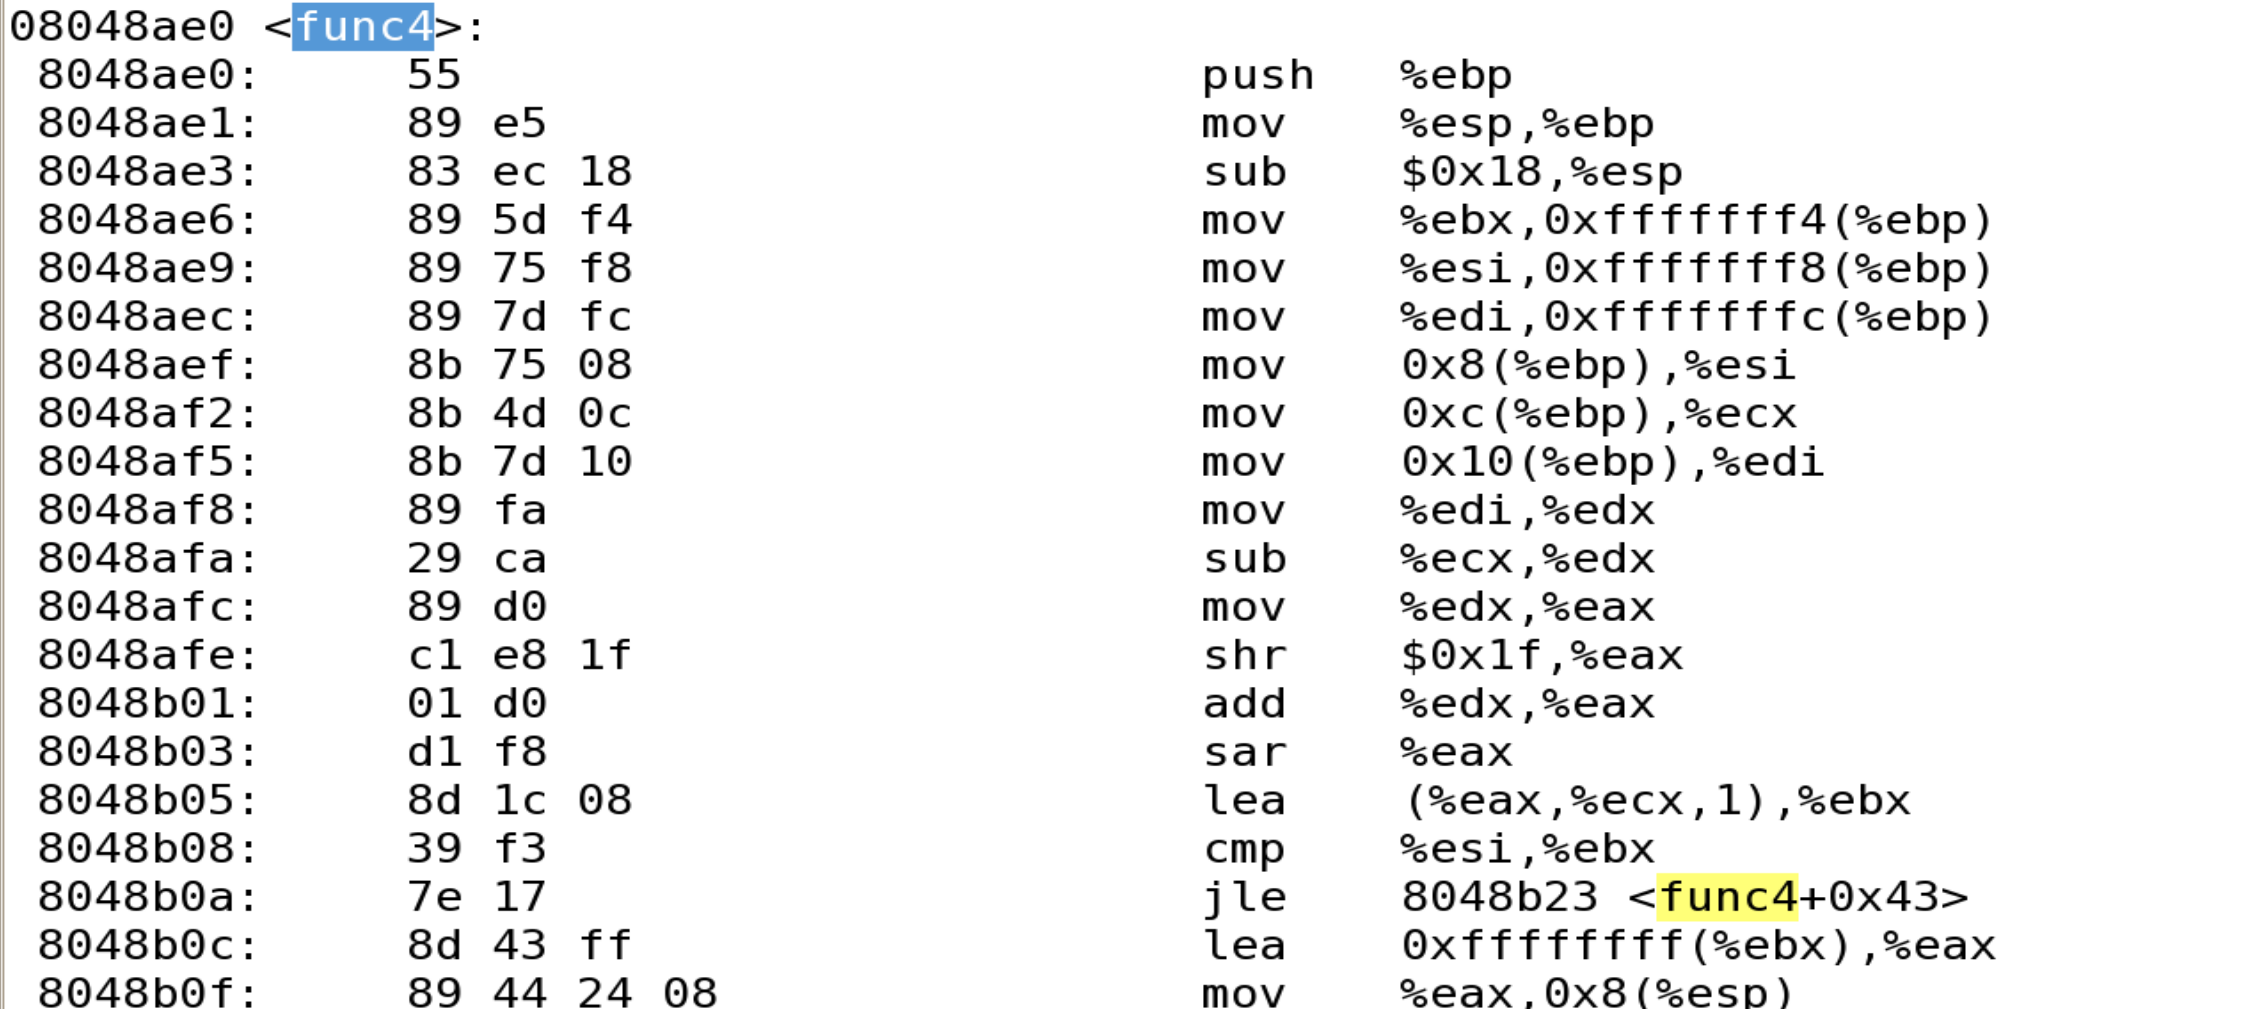 08048ae0 <func4>:
8048ae0: 55 push %ebp
8048ae1: 89 e5 mov %esp,%ebp
8048ae3: 83 ec 18 sub $0x18,%esp
8048ae6: 89 5d f4 mov %ebx,0xfffffff4(%ebp)
8048ae9: 89 75 f8 mov %esi,0xfffffff8(%ebp)
8048aec: 89 7d fc mov %edi,0xfffffffc(%ebp)
8048aef: 8b 75 08 mov 0x8(%ebp),%esi
8048af2: 8b 4d 0c mov 0xc(%ebp),%ecx
8048af5: 8b 7d 10 mov 0x10(%ebp),%edi
8048af8: 89 fa mov %edi,%edx
8048afa: 29 ca sub %ecx,%edx
8048afc: 89 d0 mov %edx,%eax
8048afe: c1 e8 1f shr $0x1f,%eax
8048b01: 01 d0 add %edx,%eax
8048b03: d1 f8 sar %eax
8048b05: 8d 1c 08 lea (%eax,%ecx,1),%ebx
8048b08: 39 f3 cmp %esi,%ebx
8048b0a: 7e 17 jle 8048b23 <func4+0x43>
8048b0c: 8d 43 ff lea 0xffffffff(%ebx),%eax
8048b0f: 89 44 24 08 mov %eax,0x8(%esp)